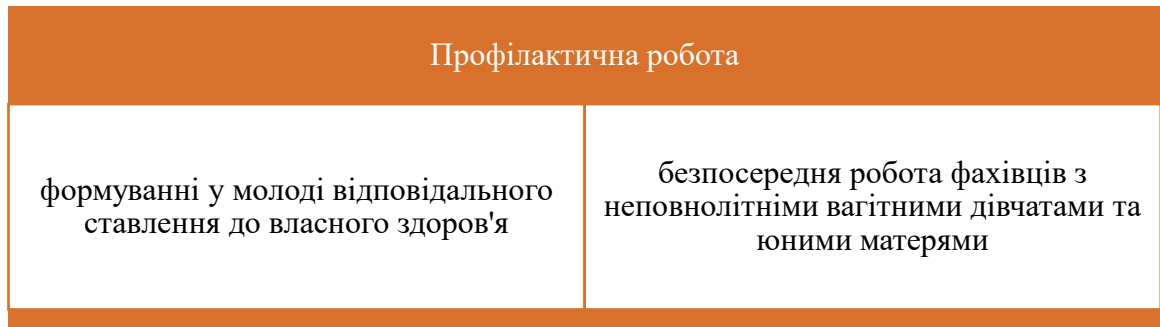 Профілактична робота
формуванні у молоді відповідального
ставлення до власного здоров'я
безпосередня робота фахівців з
неповнолітніми вагітними дівчатами та
юними матерями